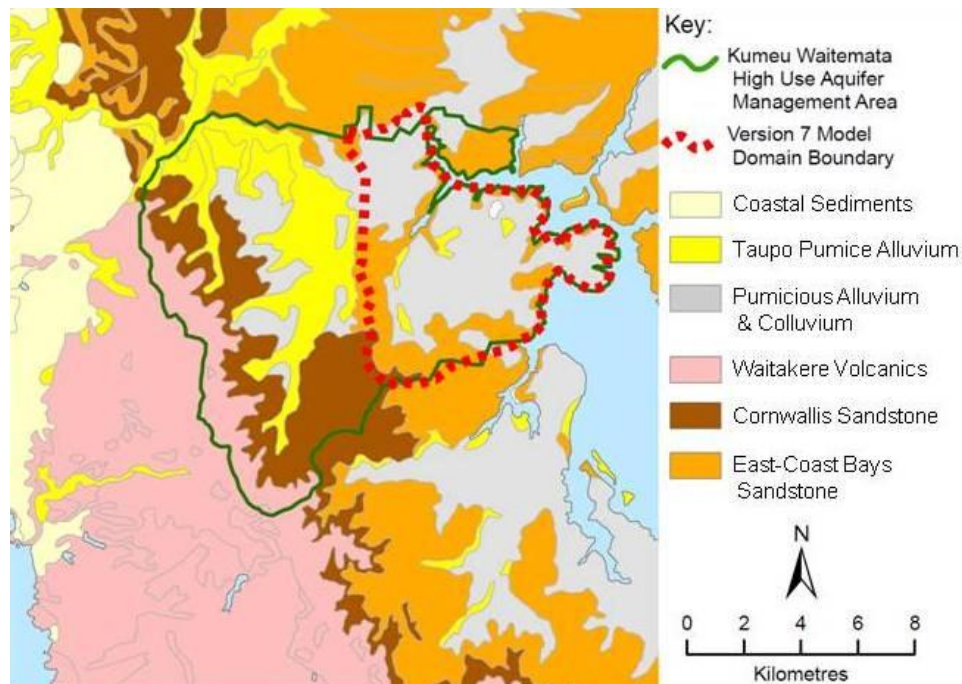 Key:
Kumeu Waitemata
High Use Aquifer
Management Area
Version 7 Model
Domain Boundary
Coastal Sediments
Taupo Pumice Alluvium
Pumicious Alluvium
& Colluvium
Waitakere Volcanics
Cornwallis Sandstone
East-Coast Bays
Sandstone
N
0 2 4 6 8
Kilometres